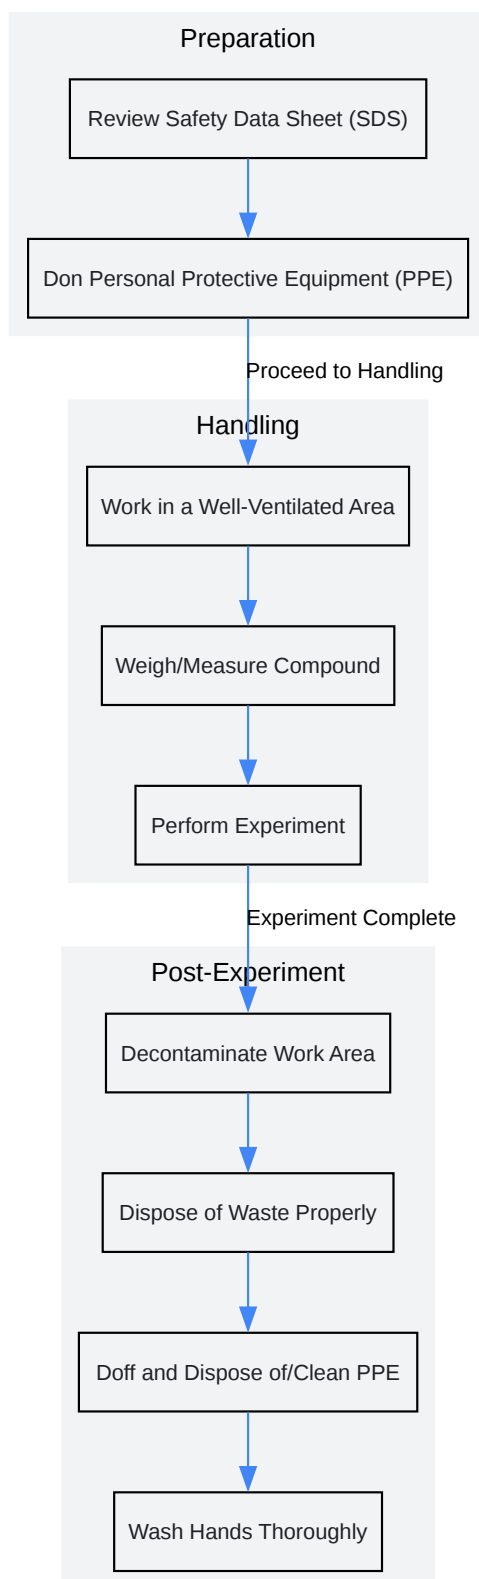 Preparation
Review Safety Data Sheet (SDS)
Don Personal Protective Equipment (PPE)
Proceed to Handling
Handling
Work in a Well-Ventilated Area
Weigh/Measure Compound
Perform Experiment
Experiment Complete
Post-Experiment
Decontaminate Work Area
Dispose of Waste Properly
Doff and Dispose of/Clean PPE
Wash Hands Thoroughly